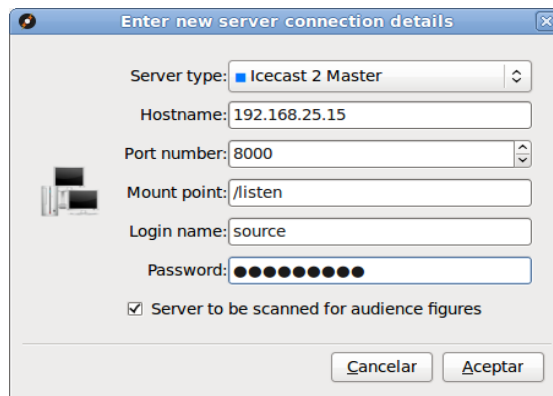 Enter new server connection details
Server type: Icecast 2 Master
Hostname: 192.168.25.15
Port number: 8000
Mount point: /listen
Login name: source
Password: ●●●●●●●●●
Server to be scanned for audience figures
Cancelar Aceptar